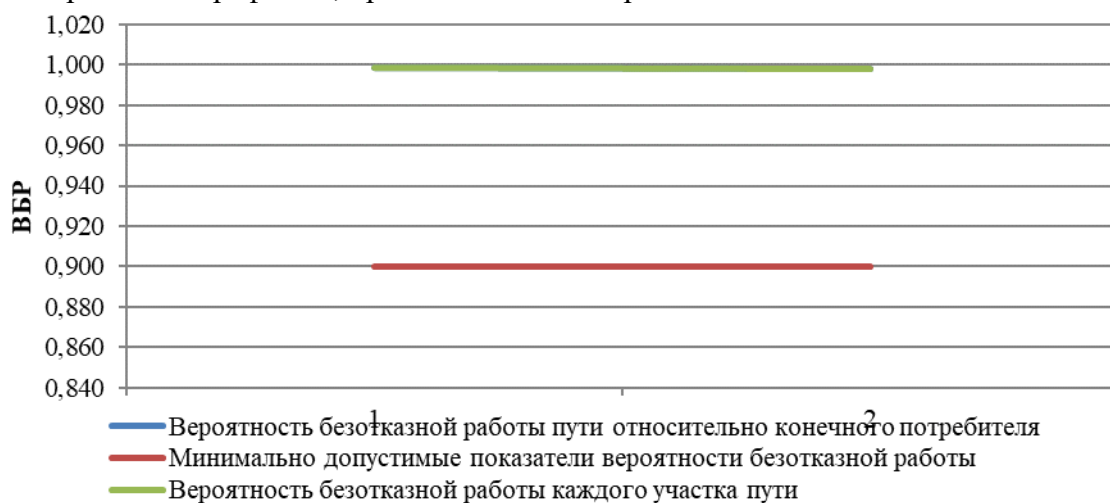 1,020
1,000
0,980
0,960
0,940
0,920
0,900
0,880
0,860
0,840
ВБР
1 2
Вероятность безотказной работы пути относительно конечного потребителя
Минимально допустимые показатели вероятности безотказной работы
Вероятность безотказной работы каждого участка пути